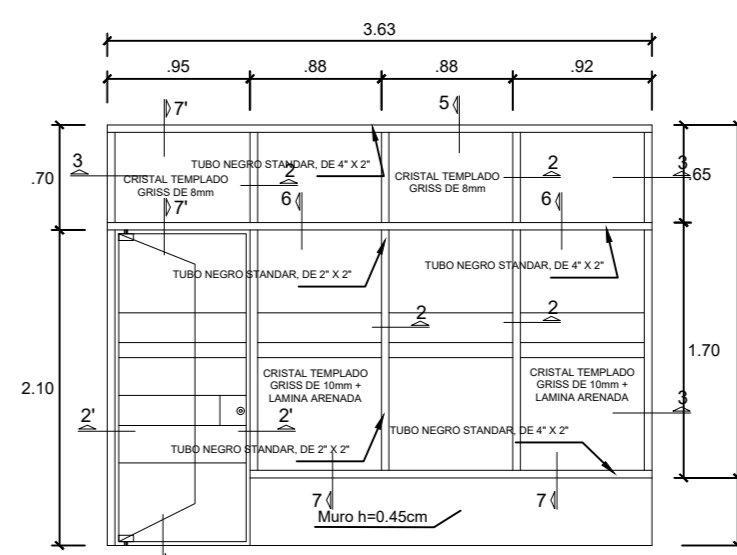 3.63
.95 .88 .88 .92
7' 5
3 TUBO NEGRO STANDAR, DE 4" X 2" 2 3
.70 CRISTAL TEMPLADO 2 CRISTAL TEMPLADO .65
GRISS DE 8mm GRISS DE 8mm
7' 6 6
TUBO NEGRO STANDAR, DE 2" X 2" TUBO NEGRO STANDAR, DE 4" X 2"
2 2
1.70
CRISTAL TEMPLADO CRISTAL TEMPLADO
2.10 GRISS DE 10mm + GRISS DE 10mm +
LAMINA ARENADA LAMINA ARENADA
3
2' 2'
TUBO NEGRO STANDAR, DE 4" X 2"
TUBO NEGRO STANDAR, DE 2" X 2"
7 7
Muro h=0.45cm